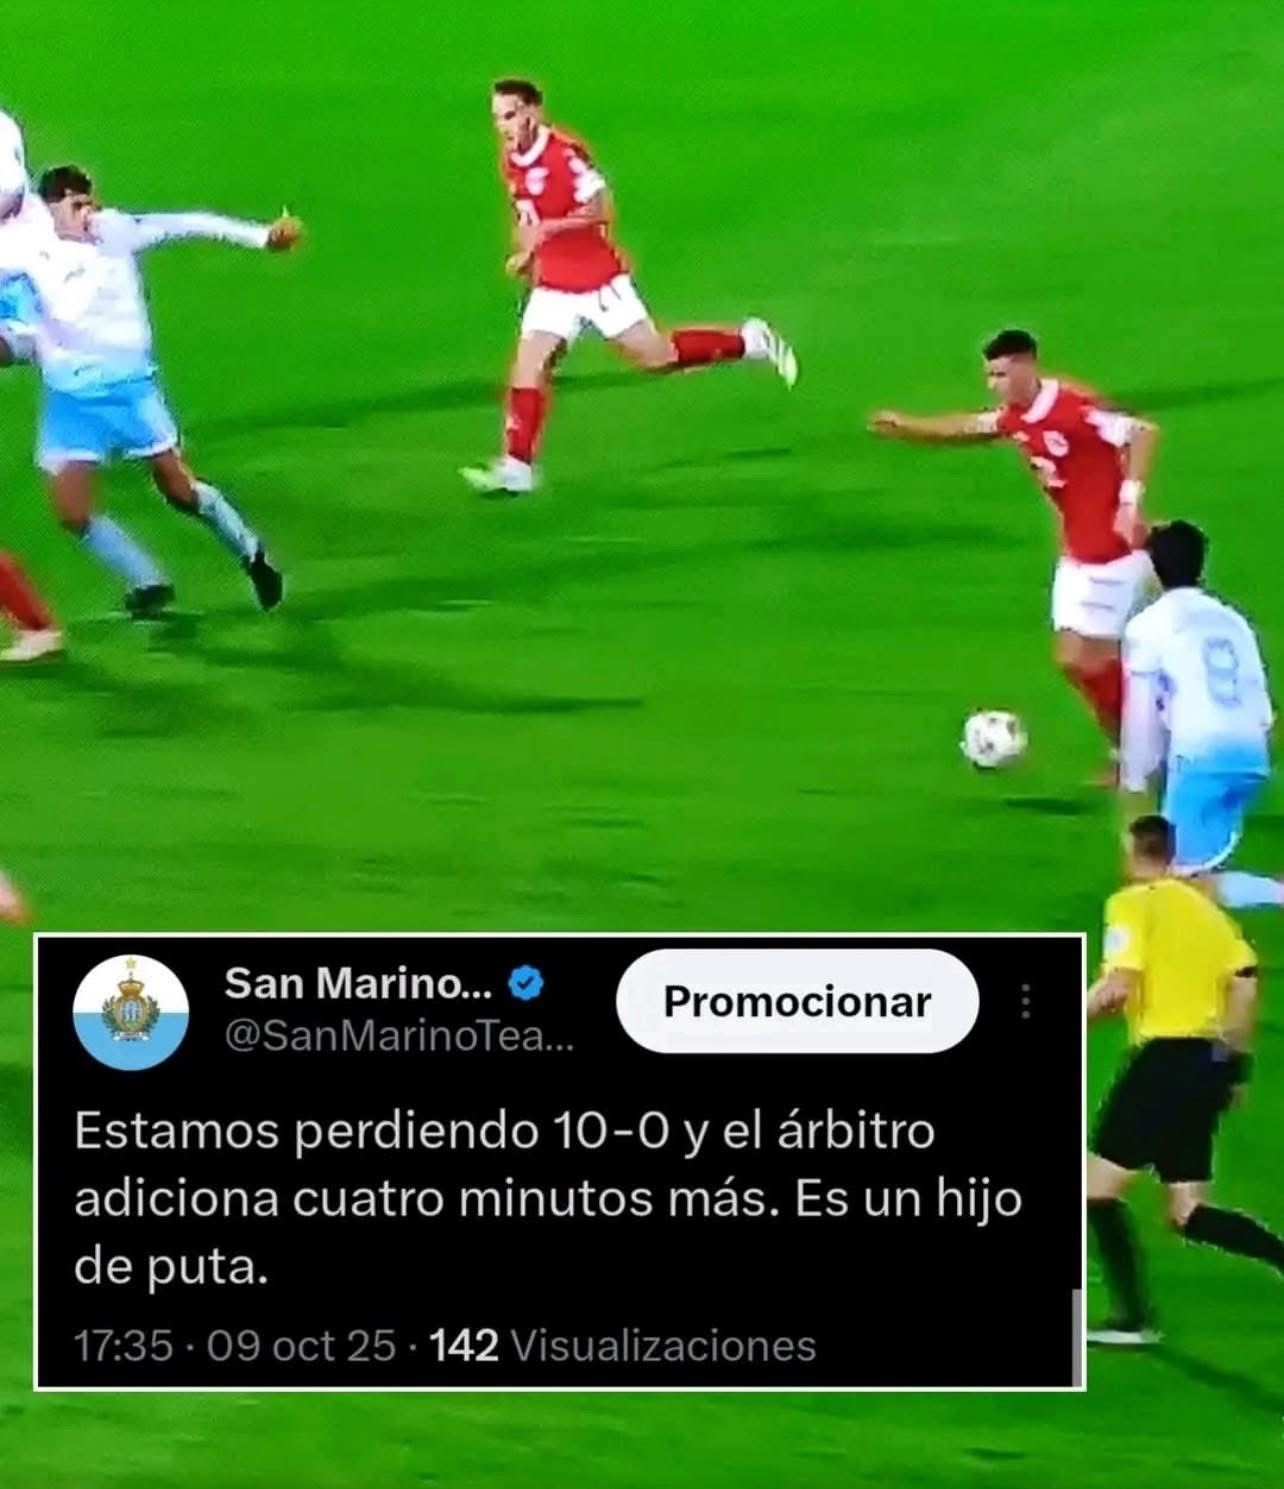 8
San Marino...
@SanMarinoTea...
Promocionar
Estamos perdiendo 10-0 y el árbitro
adiciona cuatro minutos más. Es un hijo
de puta.
17:35 · 09 oct 25 · 142 Visualizaciones